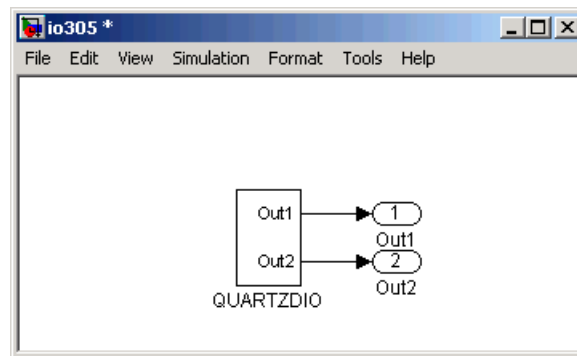 io305 *
File Edit View Simulation Format Tools Help
Out1
1
Out1
Out2
2
Out2
QUARTZDIO